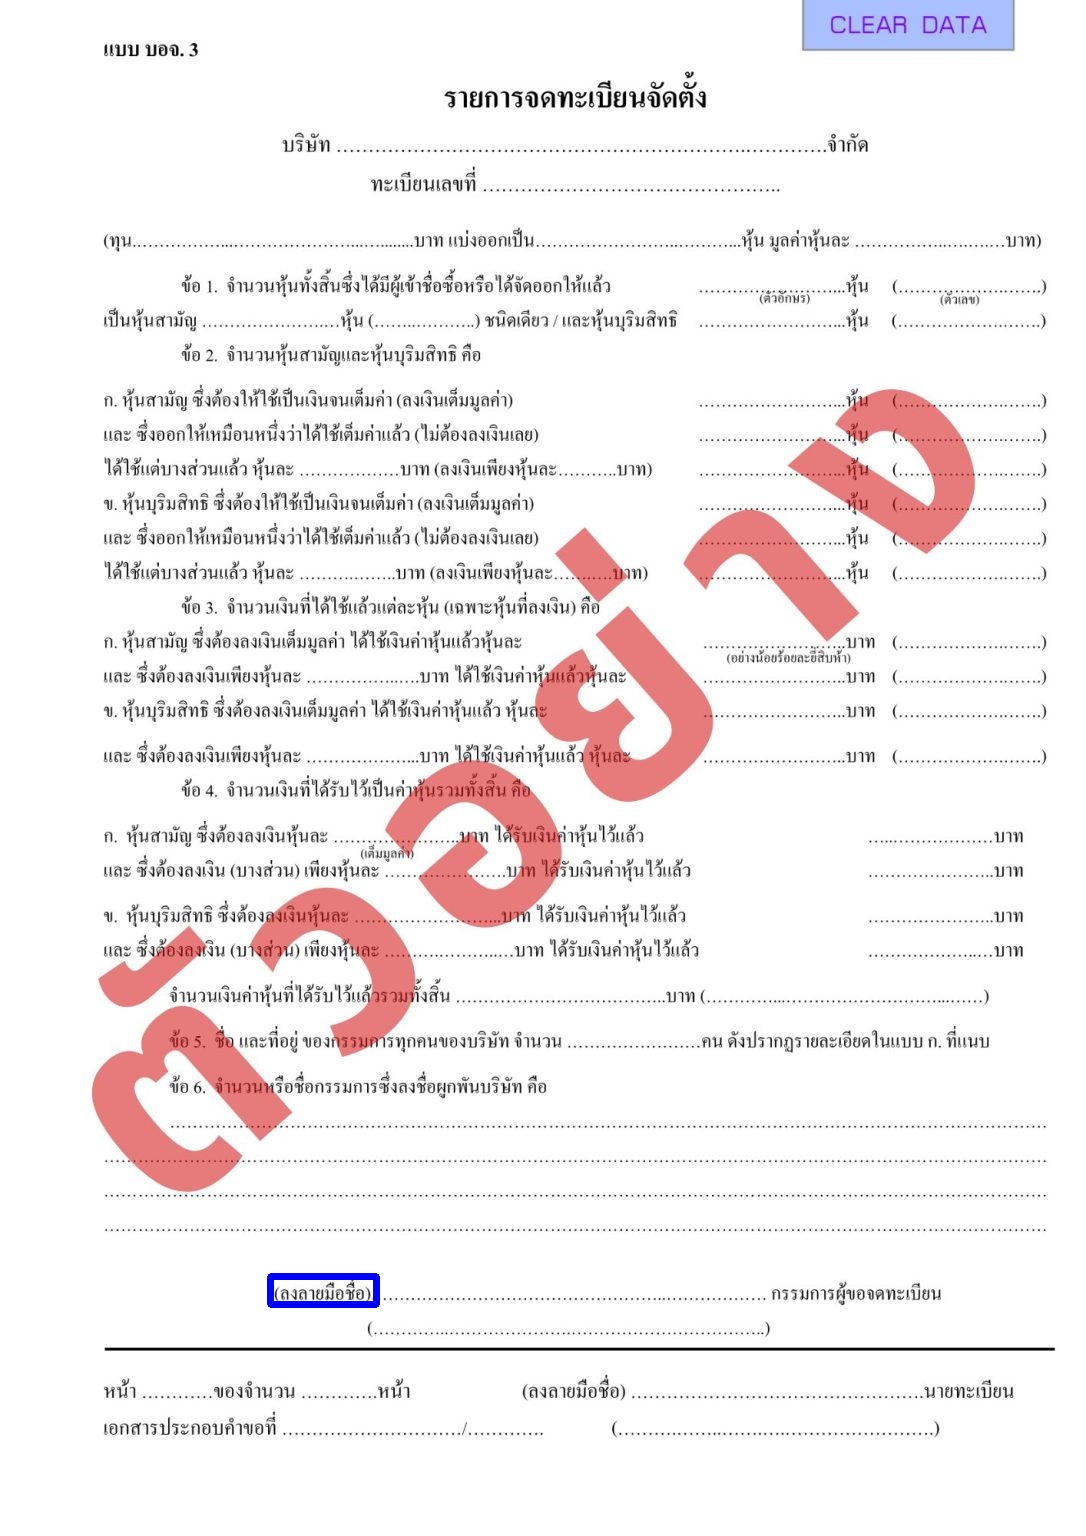 CLEAR DATA
แบบ บอจ. 3
รายการจดทะเบียนจัดตั้ง
บริษัท ……………………………………………………….………….จำกัด
ทะเบียนเลขที่ ………………………………………..
(ทุน……………...…………………...….......บาท แบ่งออกเป็น…………………..………...หุ้น มูลค่าหุ้นละ …………….…….…บาท)
ข้อ 1. จำนวนหุ้นทั้งสิ้นซึ่งได้มีผู้เข้าชื่อซื้อหรือได้จัดออกให้แล้ว ……………………...หุ้น (……………………)
(ตัวอักษร) (ตัวเลข)
เป็นหุ้นสามัญ ……………………หุ้น (……..………..) ชนิดเดียว / และหุ้นบุริมสิทธิ ……………………...หุ้น (……………………)
ข้อ 2. จำนวนหุ้นสามัญและหุ้นบุริมสิทธิ คือ
ก. หุ้นสามัญ ซึ่งต้องให้ใช้เป็นเงินจนเต็มค่า (ลงเงินเต็มมูลค่า) ……………………...หุ้น (……………………)
และ ซึ่งออกให้เหมือนหนึ่งว่าได้ใช้เต็มค่าแล้ว (ไม่ต้องลงเงินเลย) ……………………...หุ้น (……………………)
ได้ใช้แต่บางส่วนแล้ว หุ้นละ ………………บาท (ลงเงินเพียงหุ้นละ………..บาท) ……………………...หุ้น (……………………)
ข. หุ้นบุริมสิทธิ ซึ่งต้องให้ใช้เป็นเงินจนเต็มค่า (ลงเงินเต็มมูลค่า) ……………………...หุ้น (……………………)
และ ซึ่งออกให้เหมือนหนึ่งว่าได้ใช้เต็มค่าแล้ว (ไม่ต้องลงเงินเลย) ……………………...หุ้น (……………………)
ได้ใช้แต่บางส่วนแล้ว หุ้นละ ……………..บาท (ลงเงินเพียงหุ้นละ………..บาท) ……………………...หุ้น (……………………)
ข้อ 3. จำนวนเงินที่ได้ใช้แล้วแต่ละหุ้น (เฉพาะหุ้นที่ลงเงิน) คือ
ก. หุ้นสามัญ ซึ่งต้องลงเงินเต็มมูลค่า ได้ใช้เงินค่าหุ้นแล้วหุ้นละ ……………………..บาท (……………………)
(อย่างน้อยร้อยละยี่สิบห้า)
และ ซึ่งต้องลงเงินเพียงหุ้นละ …………………บาท ได้ใช้เงินค่าหุ้นแล้วหุ้นละ ……………………..บาท (……………………)
ข. หุ้นบุริมสิทธิ ซึ่งต้องลงเงินเต็มมูลค่า ได้ใช้เงินค่าหุ้นแล้ว หุ้นละ ……………………..บาท (……………………)
และ ซึ่งต้องลงเงินเพียงหุ้นละ ………………...บาท ได้ใช้เงินค่าหุ้นแล้ว หุ้นละ ……………………..บาท (……………………)
ข้อ 4. จำนวนเงินที่ได้รับไว้เป็นค่าหุ้นรวมทั้งสิ้น คือ
ก. หุ้นสามัญ ซึ่งต้องลงเงินหุ้นละ …………………..บาท ได้รับเงินค่าหุ้นไว้แล้ว …..………………บาท
(เต็มมูลค่า)
และ ซึ่งต้องลงเงิน (บางส่วน) เพียงหุ้นละ ………………….บาท ได้รับเงินค่าหุ้นไว้แล้ว …………………..บาท
ข. หุ้นบุริมสิทธิ ซึ่งต้องลงเงินหุ้นละ ……………………...บาท ได้รับเงินค่าหุ้นไว้แล้ว …………………..บาท
และ ซึ่งต้องลงเงิน (บางส่วน) เพียงหุ้นละ ………………..…บาท ได้รับเงินค่าหุ้นไว้แล้ว ………………..…บาท
จำนวนเงินค่าหุ้นที่ได้รับไว้แล้วรวมทั้งสิ้น ……………………………..บาท (…………...……………………...……)
ข้อ 5. ชื่อ และที่อยู่ ของกรรมการทุกคนของบริษัท จำนวน ……………………คน ดังปรากฏรายละเอียดในแบบ ก. ที่แนบ
ข้อ 6. จำนวนหรือชื่อกรรมการซึ่งลงชื่อผูกพันบริษัท คือ
……………………………………………………………………………………
……………………………………………………………………………………
……………………………………………………………………………………
……………………………………………………………………………………
(ลงลายมือชื่อ) …………………………………………..……………… กรรมการผู้ขอจดทะเบียน
(…………..……………………………………………..)
หน้า …………ของจำนวน ………….หน้า (ลงลายมือชื่อ) ……………………………………….นายทะเบียน
เอกสารประกอบคำขอที่ …………………………/…………. (……………………………………………)
ตัวอย่าง